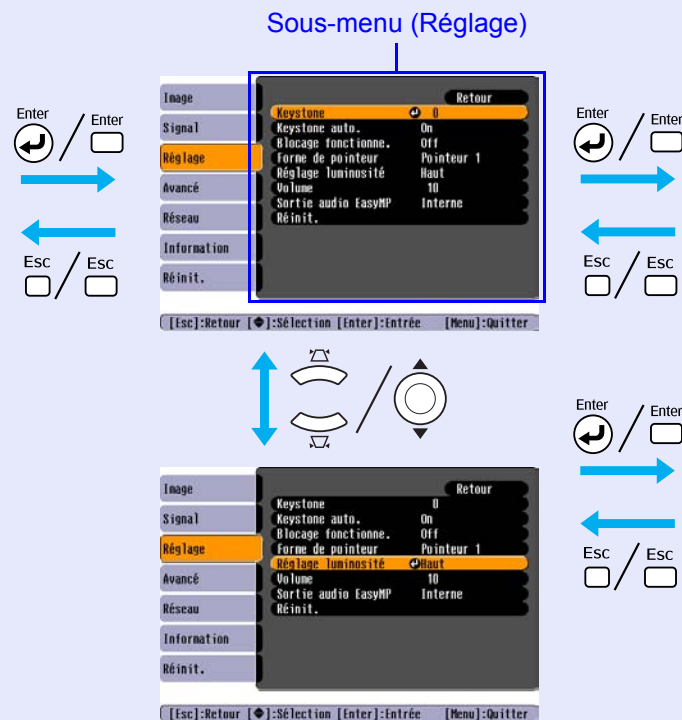 Sous-menu (Réglage)
Enter
Enter
Esc
Esc
Image
Signal
Réglage
Avancé
Réseau
Information
Réinit.
Retour
Keystone 0
Keystone auto. On
Blocage fonctionne. Off
Forme de pointeur Pointeur 1
Réglage luminosité Haut
Volume 10
Sortie audio EasyMP Interne
Réinit.
[Esc]:Retour [◆]:Sélection [Enter]:Entrée [Menu]:Quitter
Enter
Enter
Esc
Esc
Image
Signal
Réglage
Avancé
Réseau
Information
Réinit.
Retour
Keystone 0
Keystone auto. On
Blocage fonctionne. Off
Forme de pointeur Pointeur 1
Réglage luminosité Haut
Volume 10
Sortie audio EasyMP Interne
Réinit.
[Esc]:Retour [◆]:Sélection [Enter]:Entrée [Menu]:Quitter
Enter
Enter
Esc
Esc